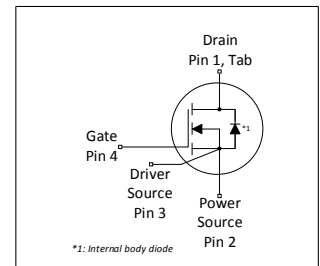 Drain
Pin 1, Tab
*1
Gate
Pin 4
Driver
Source
Pin 3
Power
Source
Pin 2
*1: Internal body diode